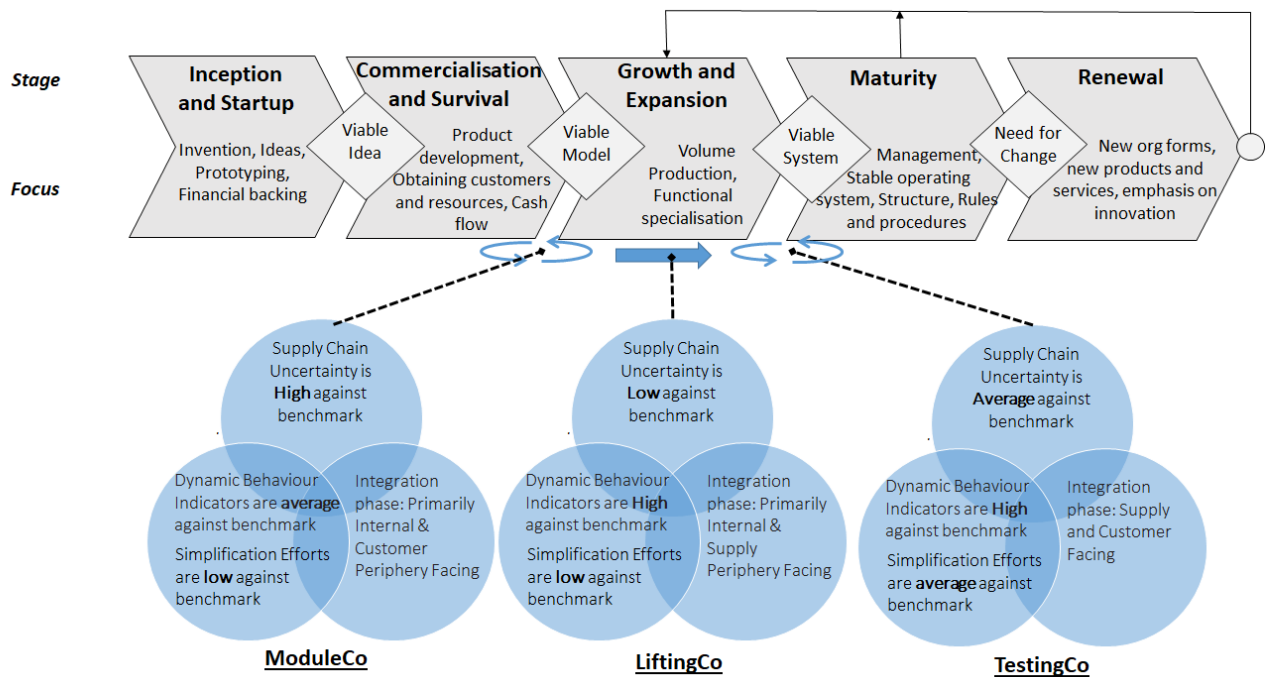 Stage
Inception
and Startup
Commercialisation
and Survival
Growth and
Expansion
Maturity
Renewal
Focus
Invention, Ideas,
Prototyping,
Financial backing
Viable
Idea
Product
development,
Obtaining customers
and resources, Cash
flow
Viable
Model
Volume
Production,
Functional
specialisation
Viable
System
Management,
Stable operating
system, Structure, Rules
and procedures
Need for
Change
New org forms,
new products and
services, emphasis on
innovation
Supply Chain
Uncertainty is
High against
benchmark
Dynamic Behaviour
Indicators are average
against benchmark
Simplification Efforts
are low against
benchmark
Integration
phase: Primarily
Internal &
Customer
Periphery Facing
ModuleCo
Supply Chain
Uncertainty is
Low against
benchmark
Dynamic Behaviour
Indicators are High
against benchmark
Simplification Efforts
are low against
benchmark
Integration
phase: Primarily
Internal &
Supply
Periphery Facing
LiftingCo
Supply Chain
Uncertainty is
Average against
benchmark
Dynamic Behaviour
Indicators are High
against benchmark
Simplification Efforts
are average against
benchmark
Integration
phase: Supply
and Customer
Facing
TestingCo